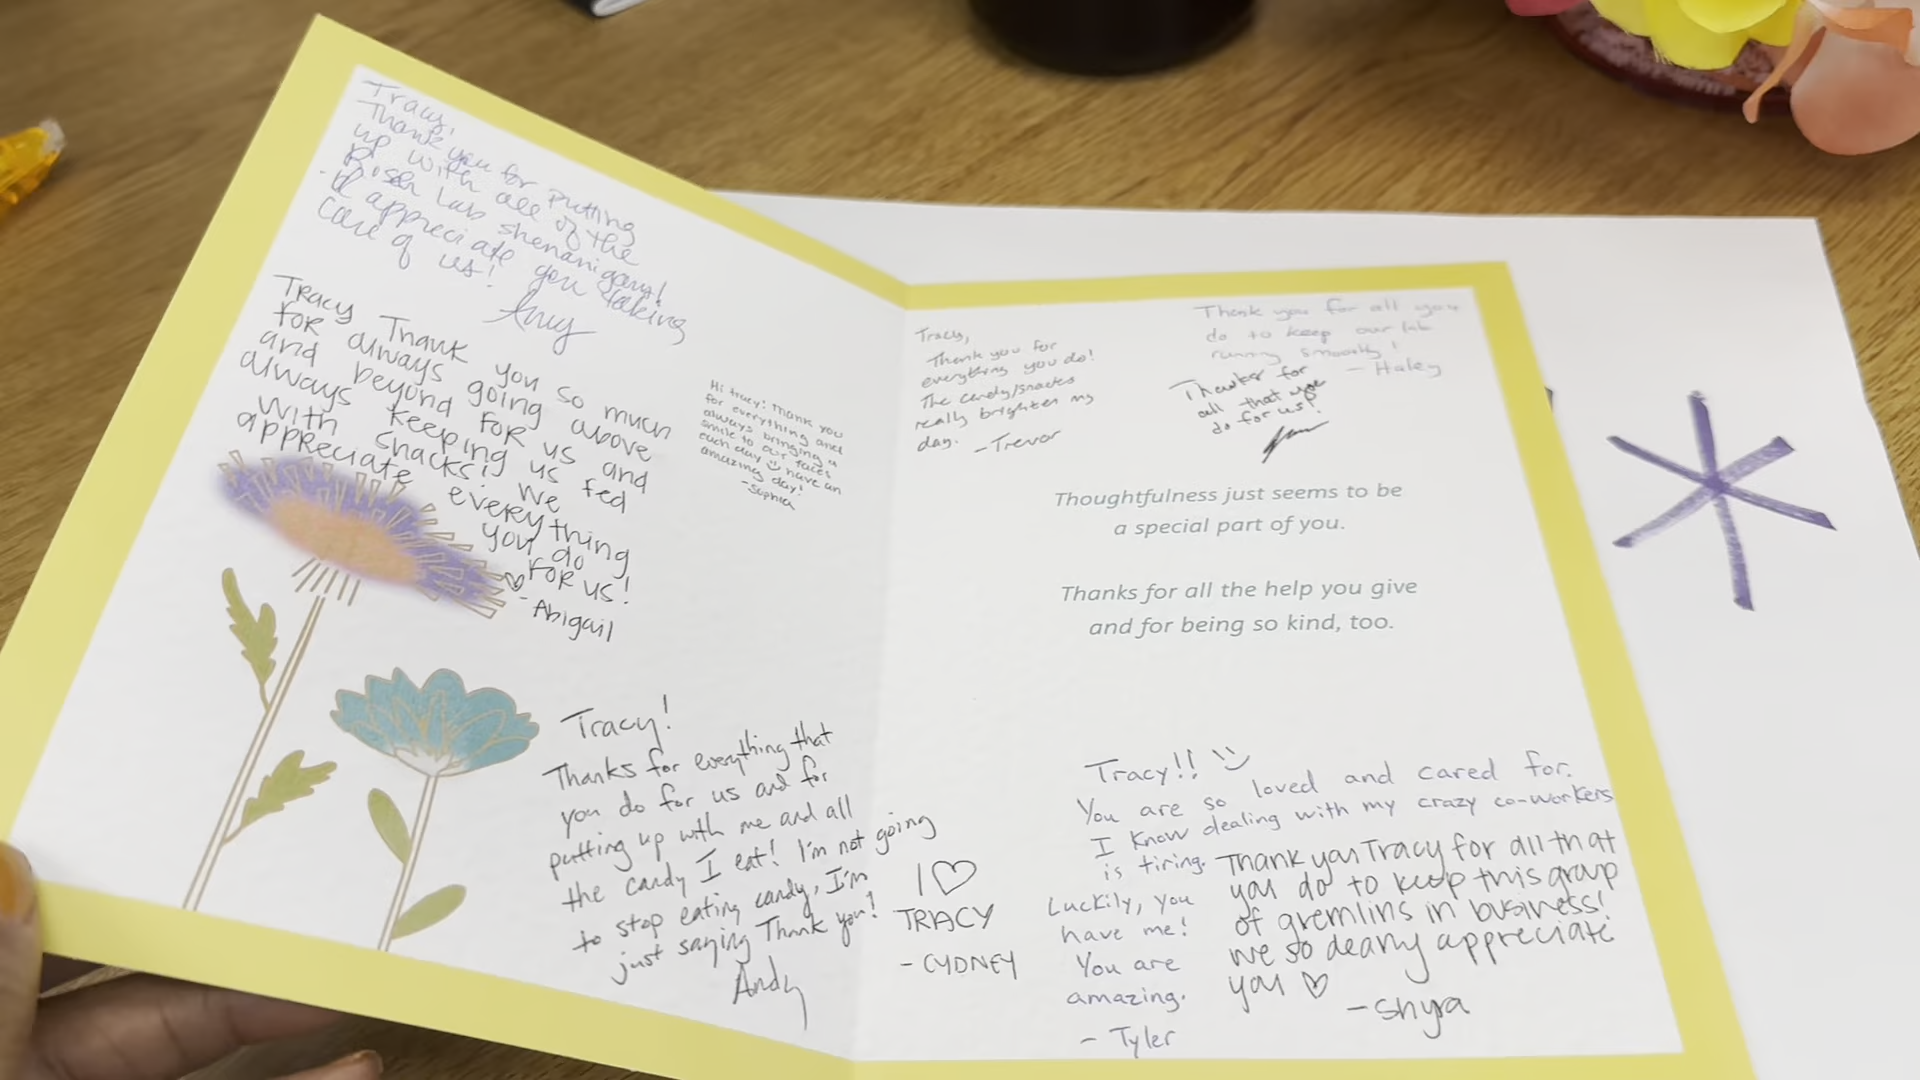 Tracy,
Thank you for putting
up with all of the
Rosen Lab shenanigans!
We appreciate you taking
care of us!
Amy
Tracy Thank you so much
for always going above
and beyond for us and
always keeping us fed
with snacks! We
appreciate everything
you do
for us!
♡ - Abigail
Hi Tracy! Thank you
for everything and
always bringing a
smile to our faces
each day :) have an
amazing day!
- Sophia
Tracy!
Thanks for everything that
you do for us and for
putting up with me and all
the candy I eat! I'm not going
to stop eating candy, I'm
just saying Thank you!
Andy
Tracy,
Thank you for
everything you do!
The candy/snacks
really brighten my
day.
- Trevor
Thank you for all you
do to keep our lab
running smoothly!
- Haley
Thanks for
all that you
do for us!
Thoughtfulness just seems to be
a special part of you.
Thanks for all the help you give
and for being so kind, too.
I ♡
TRACY
- CYDNEY
Tracy!! :)
You are so loved and cared for.
I know dealing with my crazy co-workers
is tiring.
Luckily, you
have me!
You are
amazing.
- Tyler
Thank you Tracy for all that
you do to keep this group
of gremlins in business!
we so dearly appreciate
you ♡
- Shyra